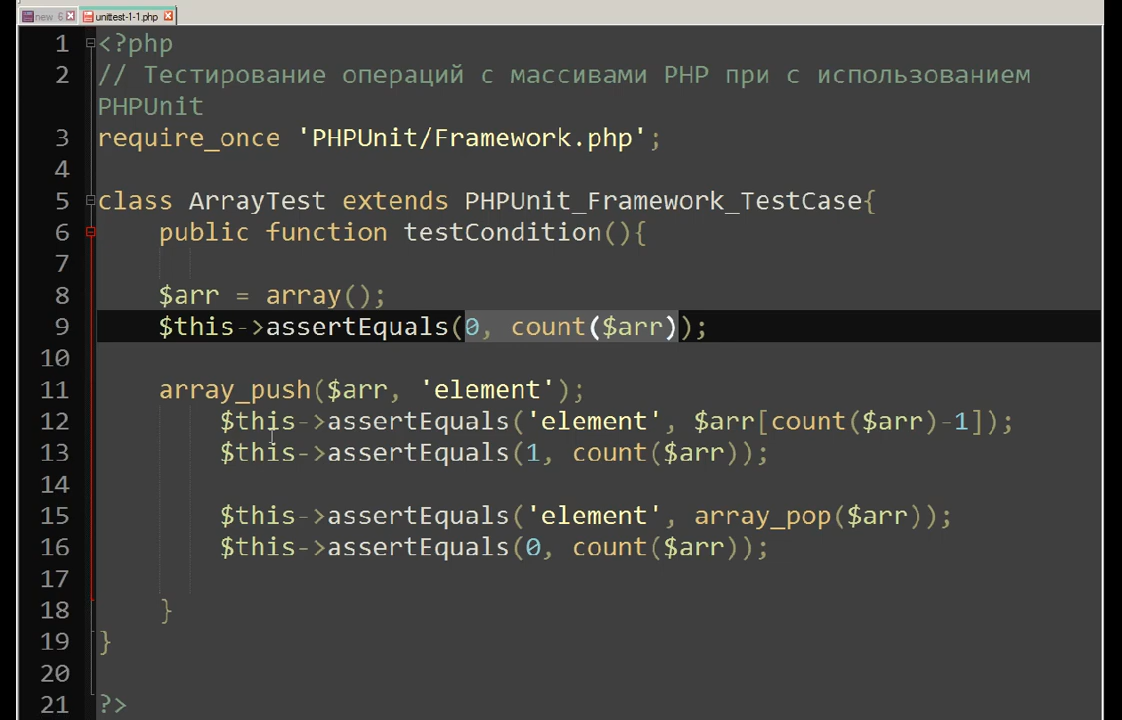 new 6 unittest-1-1.php
1 <?php
2 // Тестирование операций с массивами PHP при с использованием
PHPUnit
3 require_once 'PHPUnit/Framework.php';
4
5 class ArrayTest extends PHPUnit_Framework_TestCase{
6 public function testCondition(){
7
8 $arr = array();
9 $this->assertEquals(0, count($arr));
10
11 array_push($arr, 'element');
12 $this->assertEquals('element', $arr[count($arr)-1]);
13 $this->assertEquals(1, count($arr));
14
15 $this->assertEquals('element', array_pop($arr));
16 $this->assertEquals(0, count($arr));
17
18 }
19 }
20
21 ?>